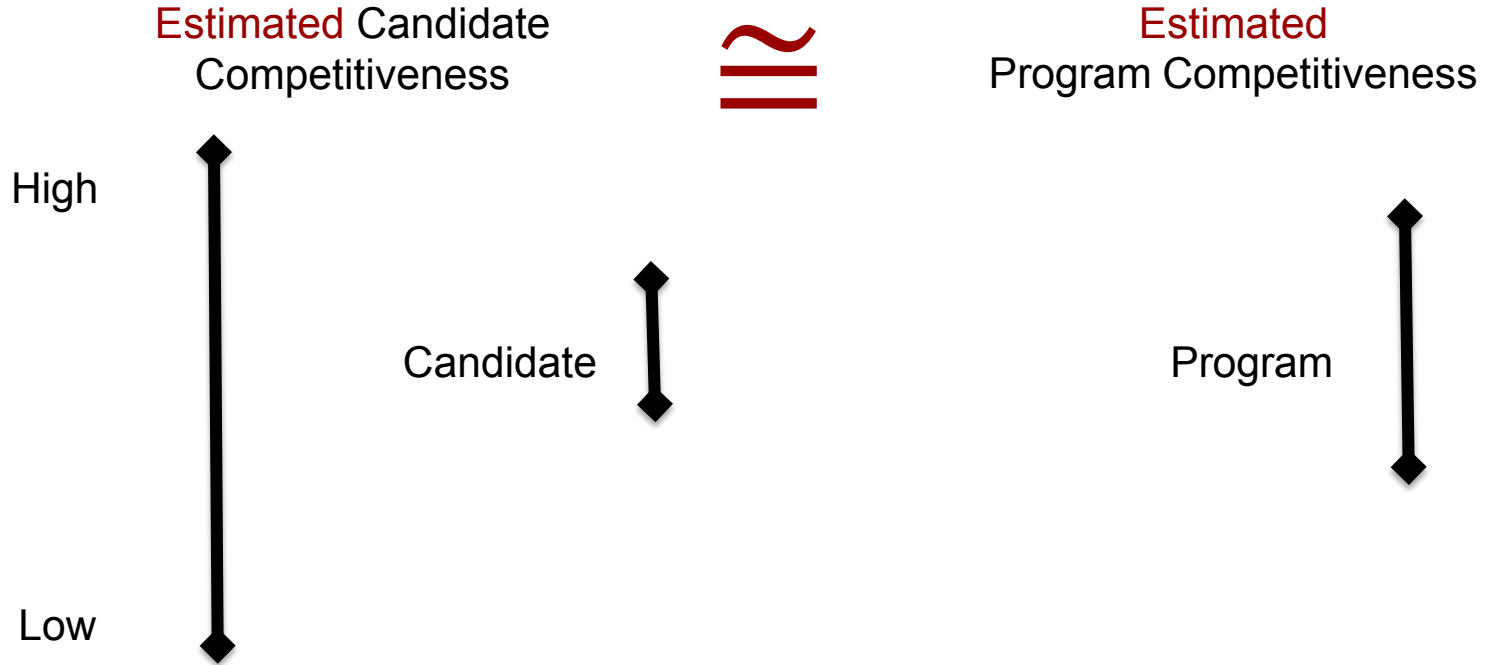 Estimated Candidate
Competitiveness
≅
Estimated
Program Competitiveness
High
Candidate
Program
Low